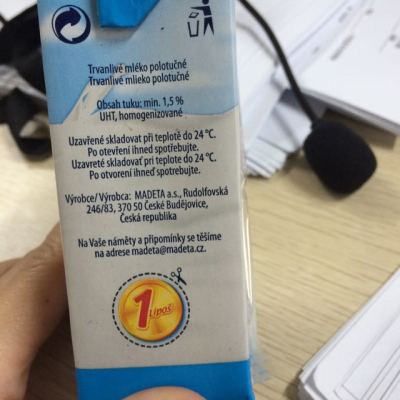 Trvanlivé mléko polotučné
Trvanlivé mlieko polotučné
Obsah tuku: min. 1,5 %
UHT, homogenizované
Uzavřené skladovat při teplotě do 24 °C.
Po otevření ihned spotřebujte.
Uzavreté skladovať pri teplote do 24 °C.
Po otvorení ihneď spotrebujte.
Výrobce/Výrobca: MADETA a.s., Rudolfovská
246/83, 370 50 České Budějovice,
Česká republika
Na Vaše náměty a připomínky se těšíme
na adrese madeta@madeta.cz.
1
Lipoš